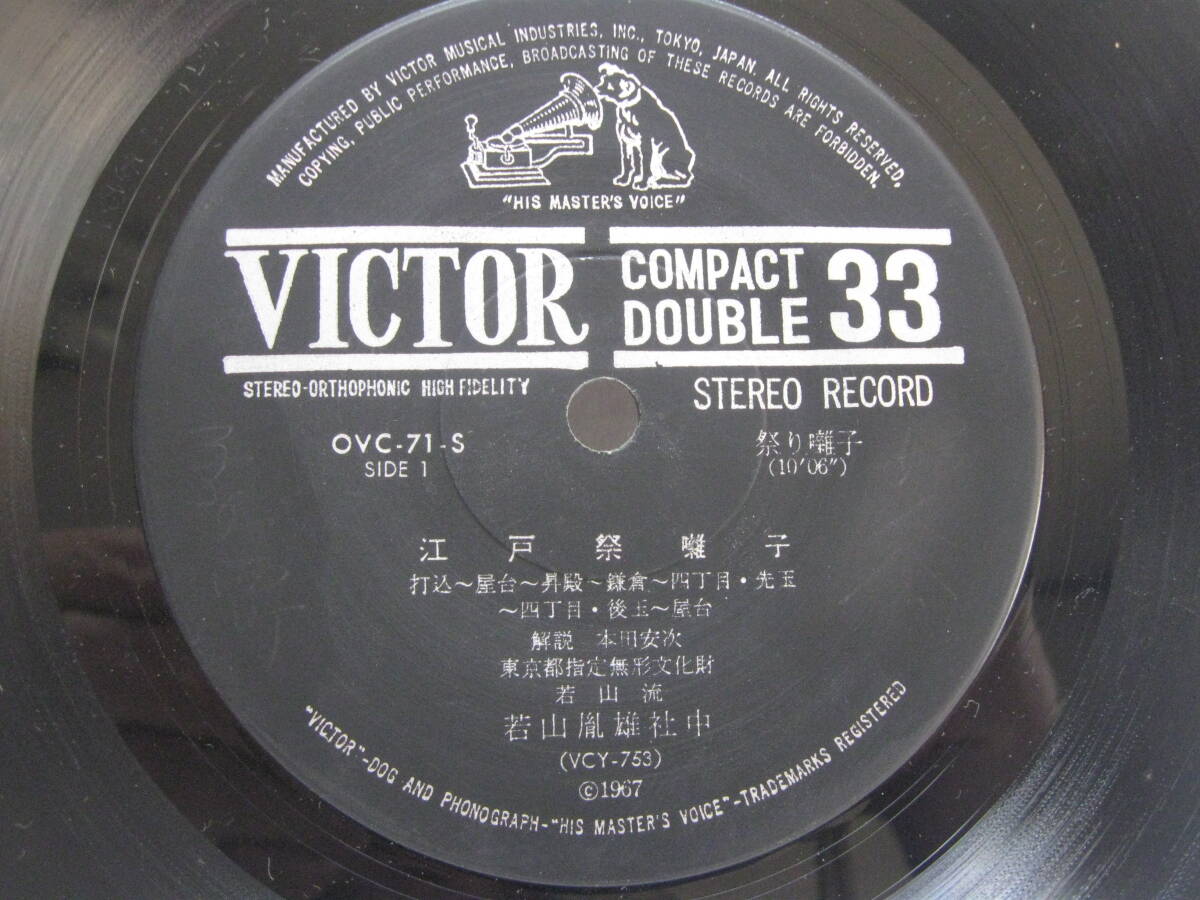 MANUFACTURED BY VICTOR MUSICAL INDUSTRIES, INC., TOKYO, JAPAN. ALL RIGHTS RESERVED.
COPYING, PUBLIC PERFORMANCE, BROADCASTING OF THESE RECORDS ARE FORBIDDEN.
"HIS MASTER'S VOICE"
VICTOR
COMPACT
DOUBLE 33
STEREO-ORTHOPHONIC HIGH FIDELITY
STEREO RECORD
OVC-71-S
SIDE 1
祭り囃子
(10′06″)
江戸祭囃子
打込～屋台～昇殿～鎌倉～四丁目・先玉
～四丁目・後玉～屋台
解説 本田安次
東京都指定無形文化財
若山流
若山胤雄社中
(VCY-753)
©1967
"VICTOR"-DOG AND PHONOGRAPH-"HIS MASTER'S VOICE"-TRADEMARKS REGISTERED